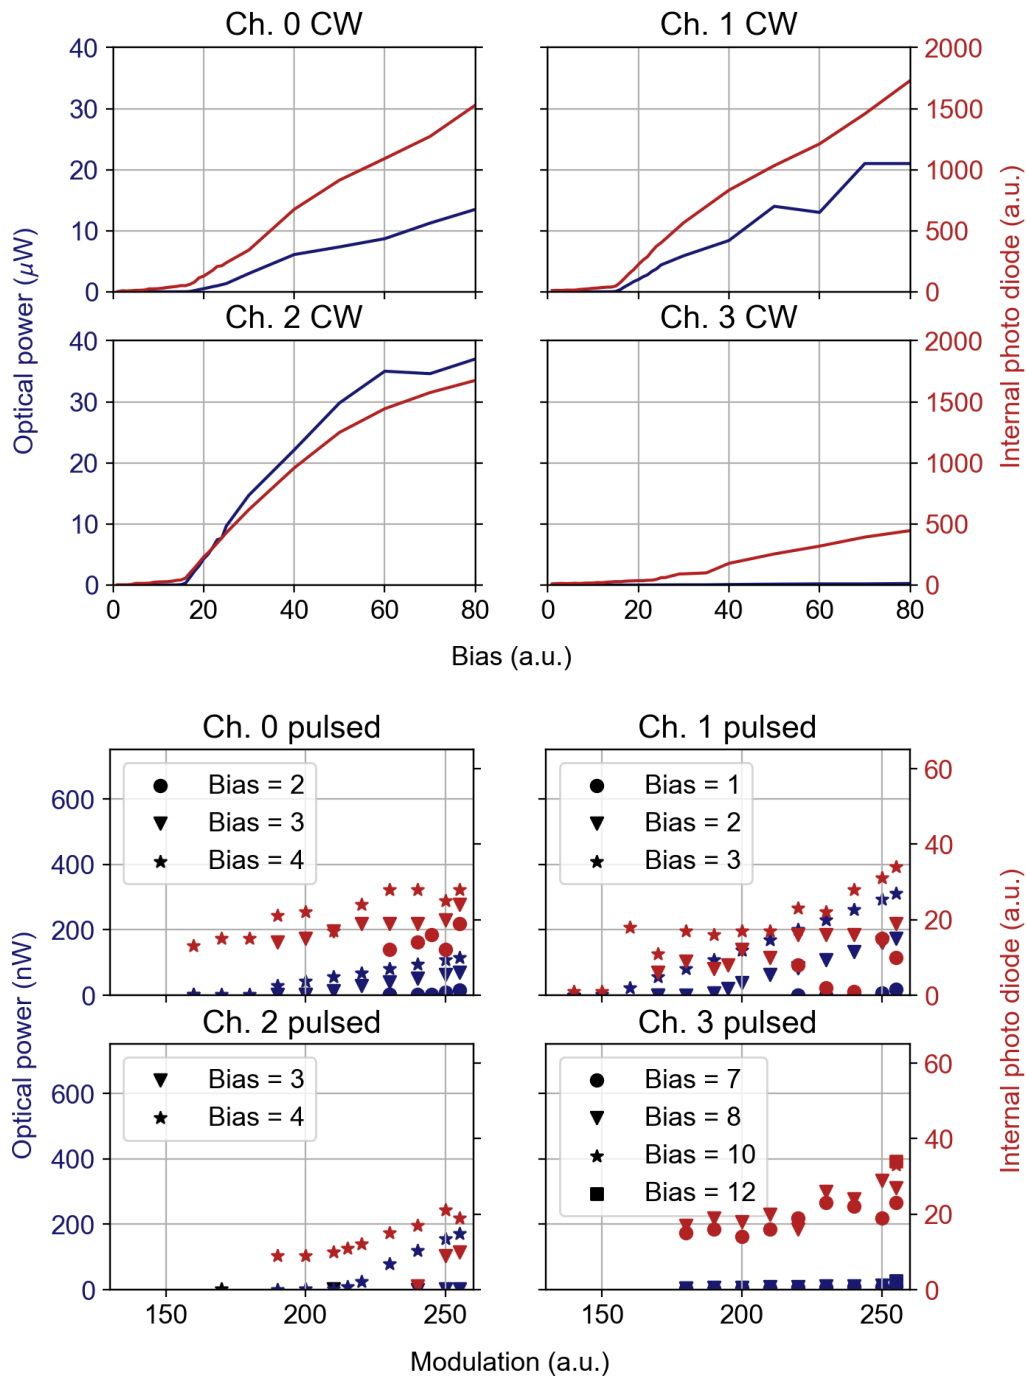 Ch. 0 CW
Ch. 1 CW
40
30
20
10
0
2000
1500
1000
500
0
Ch. 2 CW
Ch. 3 CW
40
30
20
10
0
2000
1500
1000
500
0
0 20 40 60 80
0 20 40 60 80
Optical power (μW)
Internal photo diode (a.u.)
Bias (a.u.)
Ch. 0 pulsed
Ch. 1 pulsed
Bias = 2
Bias = 3
Bias = 4
Bias = 1
Bias = 2
Bias = 3
600
400
200
0
60
40
20
0
Ch. 2 pulsed
Ch. 3 pulsed
Bias = 3
Bias = 4
Bias = 7
Bias = 8
Bias = 10
Bias = 12
600
400
200
0
60
40
20
0
150 200 250
150 200 250
Optical power (nW)
Internal photo diode (a.u.)
Modulation (a.u.)